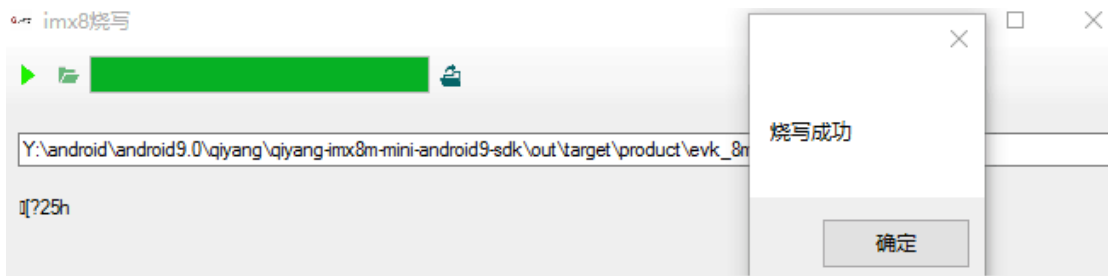 imx8烧写
烧写成功
Y:\android\android9.0\qiyang\qiyang-imx8m-mini-android9-sdk\out\target\product\evk_8m
[?25h
确定